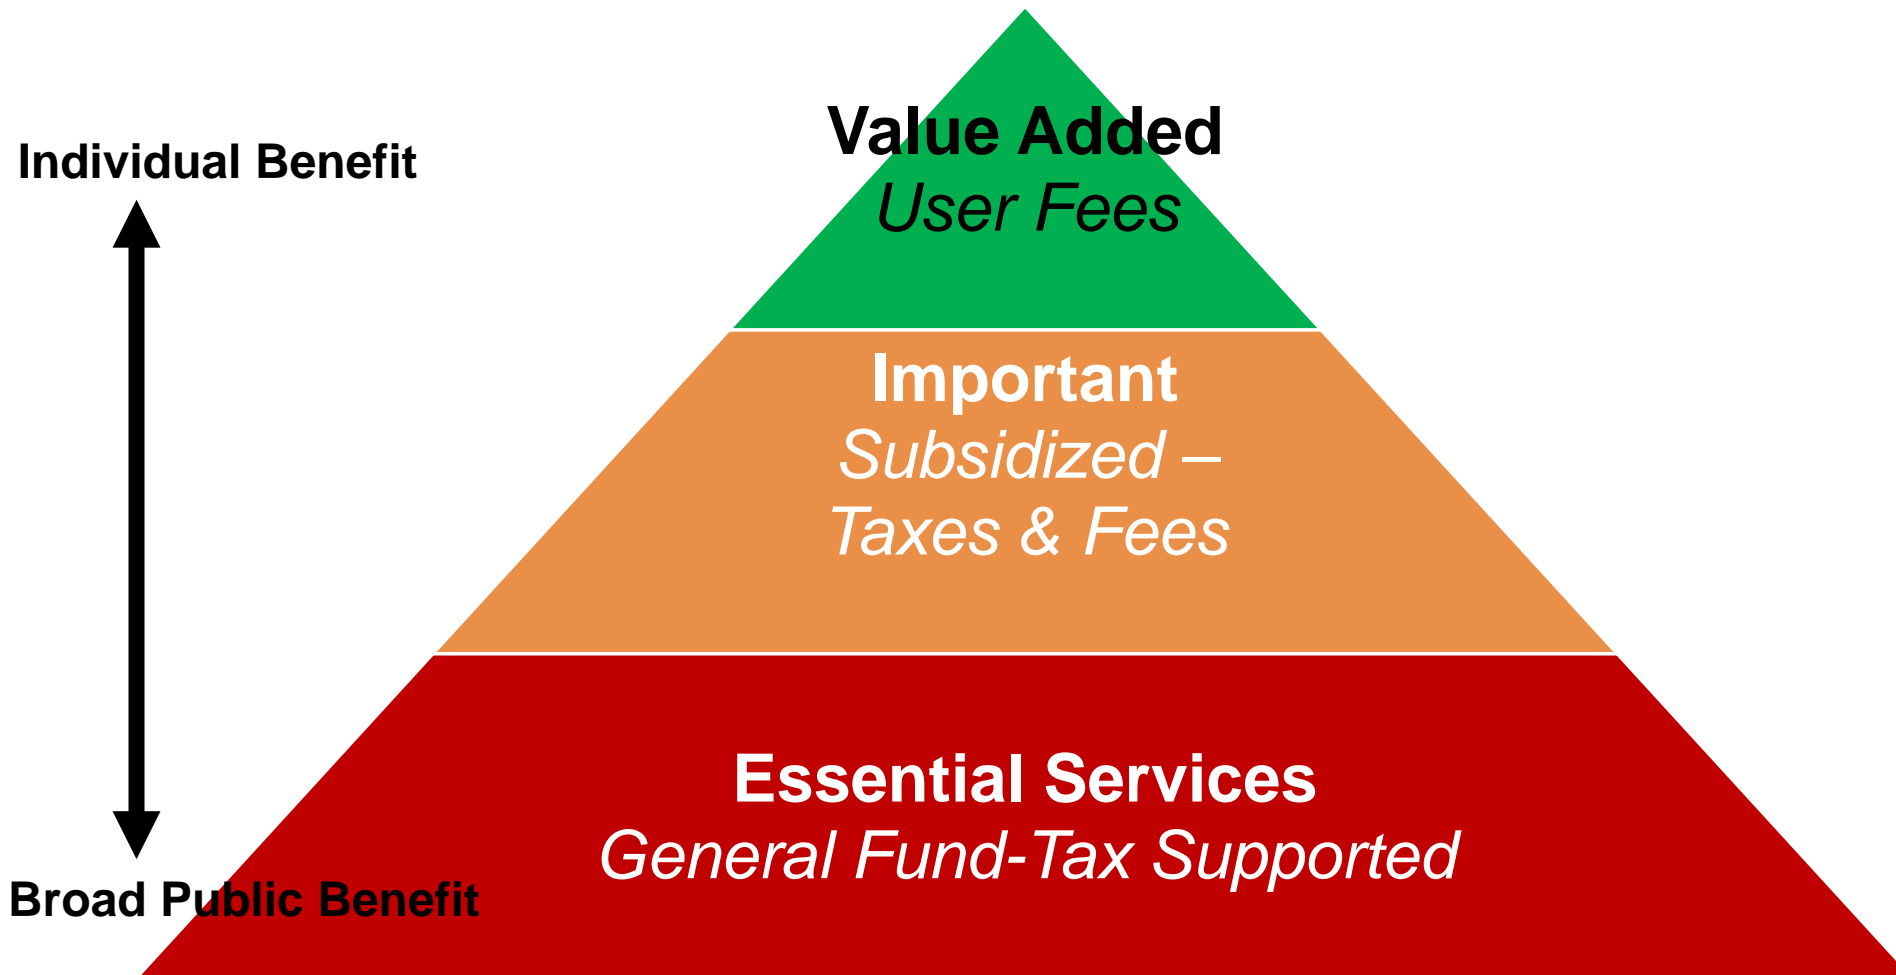 Value Added
User Fees
Individual Benefit
Important
Subsidized –
Taxes & Fees
Essential Services
General Fund-Tax Supported
Broad Public Benefit